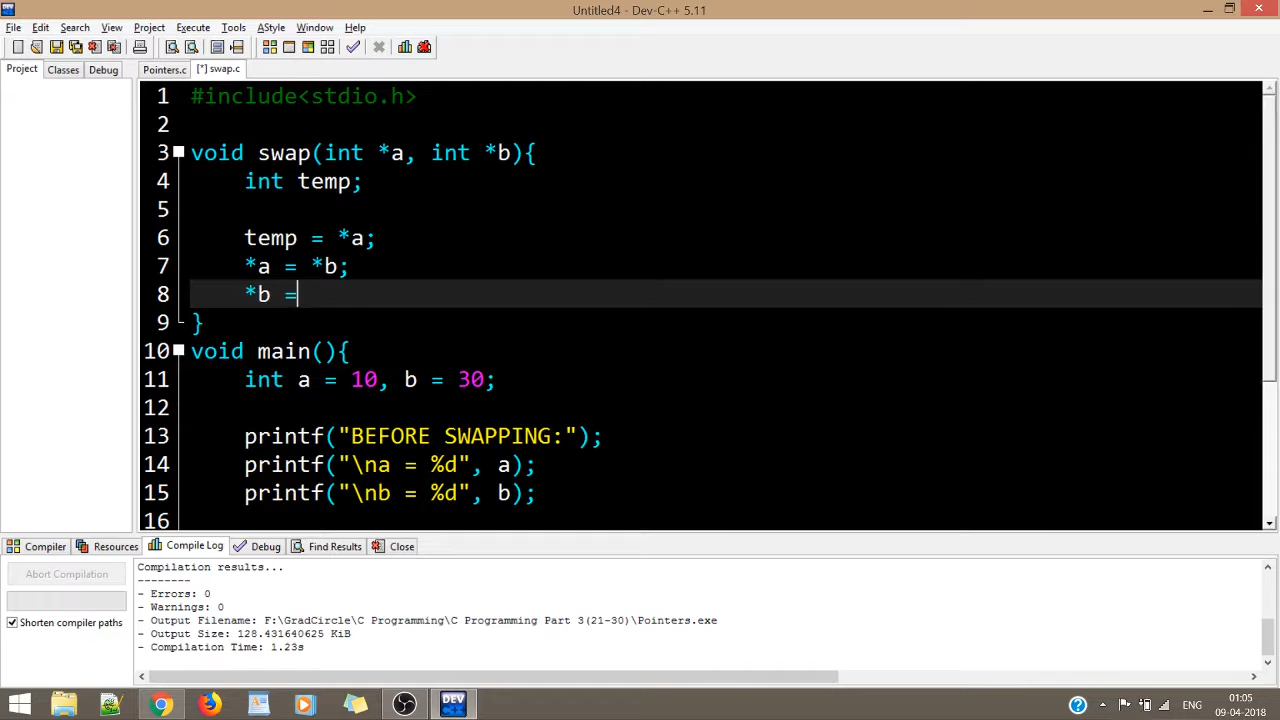 Untitled4 - Dev-C++ 5.11
File Edit Search View Project Execute Tools AStyle Window Help
Project Classes Debug Pointers.c [*] swap.c
1 #include<stdio.h>
2
3 void swap(int *a, int *b){
4 int temp;
5
6 temp = *a;
7 *a = *b;
8 *b =
9 }
10 void main(){
11 int a = 10, b = 30;
12
13 printf("BEFORE SWAPPING:");
14 printf("\na = %d", a);
15 printf("\nb = %d", b);
16
Compiler Resources Compile Log Debug Find Results Close
Abort Compilation
Shorten compiler paths
Compilation results...
--------
- Errors: 0
- Warnings: 0
- Output Filename: F:\GradCircle\C Programming\C Programming Part 3(21-30)\Pointers.exe
- Output Size: 128.431640625 KiB
- Compilation Time: 1.23s
DEV
ENG
01:05
09-04-2018